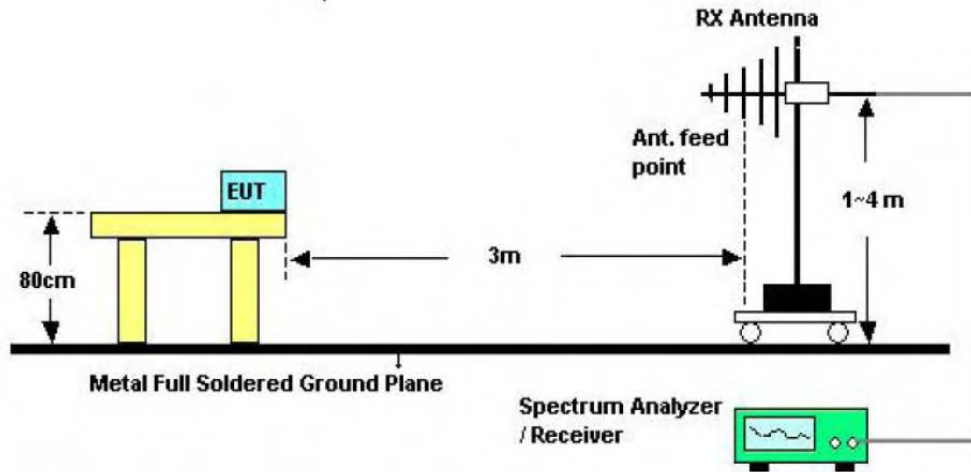 RX Antenna
Ant. feed
point
EUT
1~4 m
3m
80cm
Metal Full Soldered Ground Plane
Spectrum Analyzer
/ Receiver